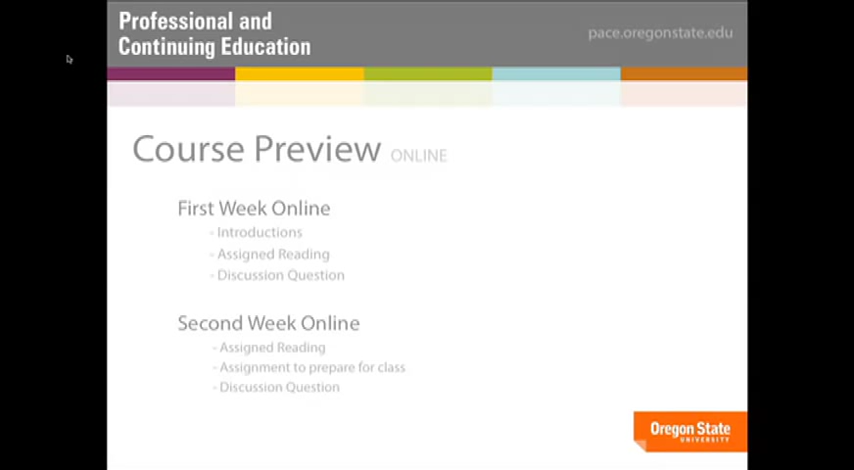 Professional and
Continuing Education
pace.oregonstate.edu
Course Preview ONLINE
First Week Online
- Introductions
- Assigned Reading
- Discussion Question
Second Week Online
- Assigned Reading
- Assignment to prepare for class
- Discussion Question
Oregon State
UNIVERSITY